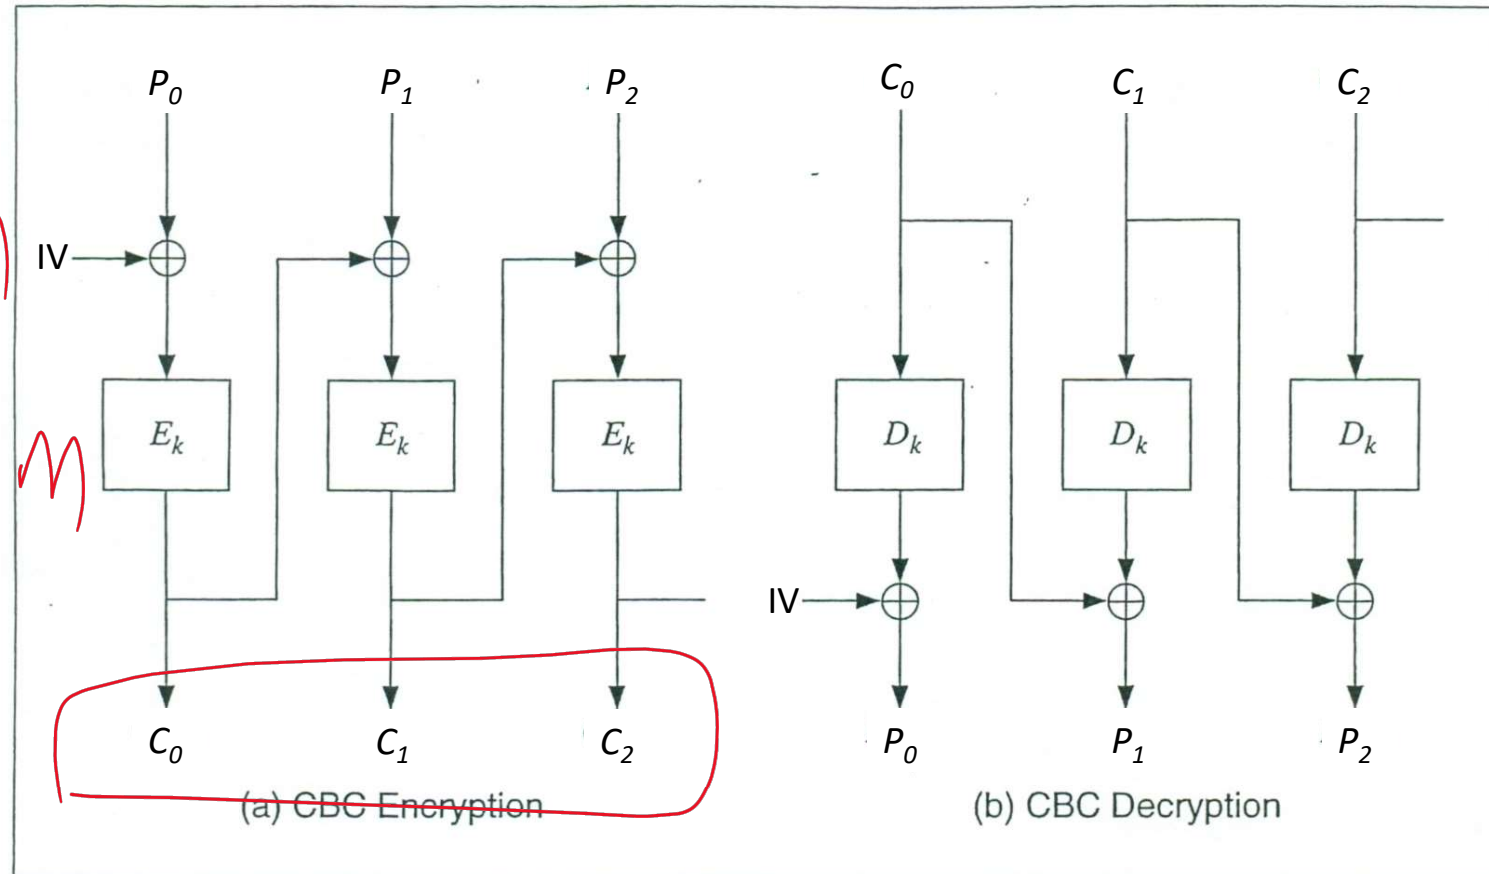 P0 P1 P2
IV
Ek Ek Ek
C0 C1 C2
(a) CBC Encryption
C0 C1 C2
Dk Dk Dk
IV
P0 P1 P2
(b) CBC Decryption